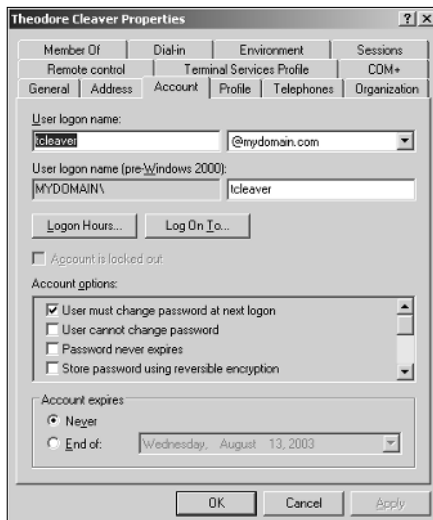 Theodore Cleaver Properties
Member Of Dial-in Environment Sessions
Remote control Terminal Services Profile COM+
General Address Account Profile Telephones Organization
User logon name:
tcleaver @mydomain.com
User logon name (pre-Windows 2000):
MYDOMAIN\ tcleaver
Logon Hours... Log On To...
Account is locked out
Account options:
User must change password at next logon
User cannot change password
Password never expires
Store password using reversible encryption
Account expires
Never
End of: Wednesday, August 13, 2003
OK Cancel Apply